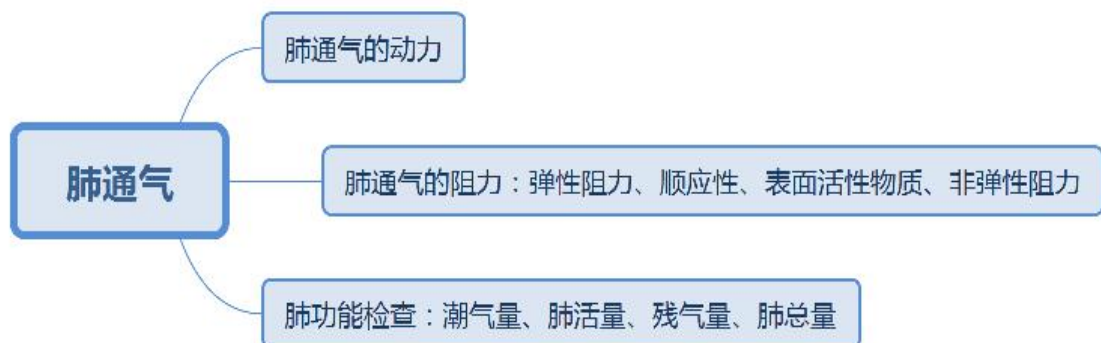 肺通气的动力
肺通气
肺通气的阻力：弹性阻力、顺应性、表面活性物质、非弹性阻力
肺功能检查：潮气量、肺活量、残气量、肺总量